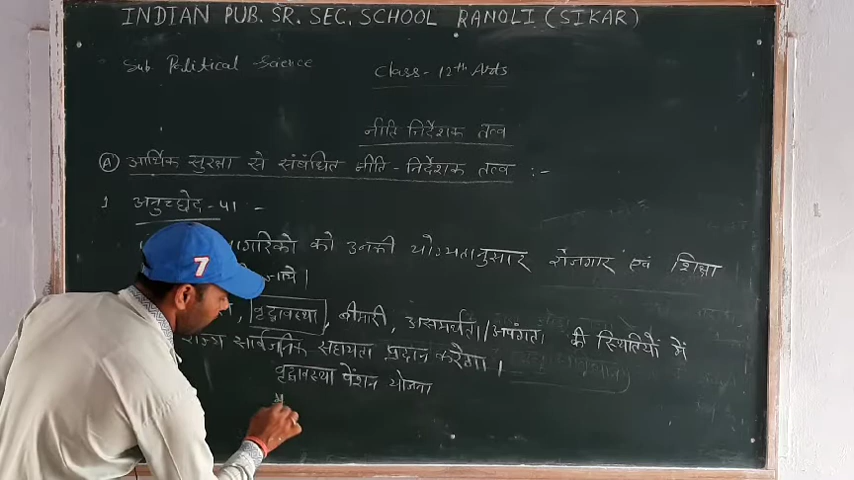 INDIAN PUB. SR. SEC. SCHOOL RANOLI (SIKAR)
Sub. Political -Science
Class- 12th Arts
नीति निर्देशक तत्व
(A) आर्थिक सुरक्षा से संबंधित नीति - निर्देशक तत्व :-
1 अनुच्छेद - 41 :-
को उनकी योग्यतानुसार रोजगार एवं शिक्षा
जाये।
, वृद्धावस्था, बीमारी, असमर्थता/अपंगता की स्थितियों में
राज्य सार्वजनिक सहायता प्रदान करेगा।
वृद्धावस्था पेंशन योजना
7